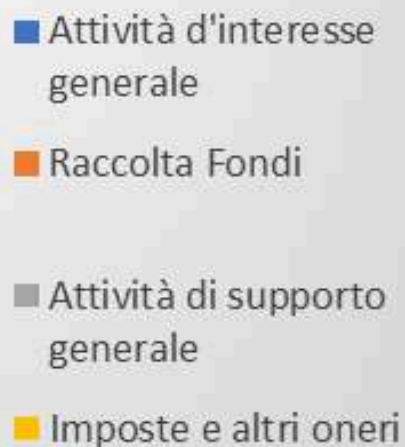 Attività d'interesse
generale
Raccolta Fondi
Attività di supporto
generale
Imposte e altri oneri